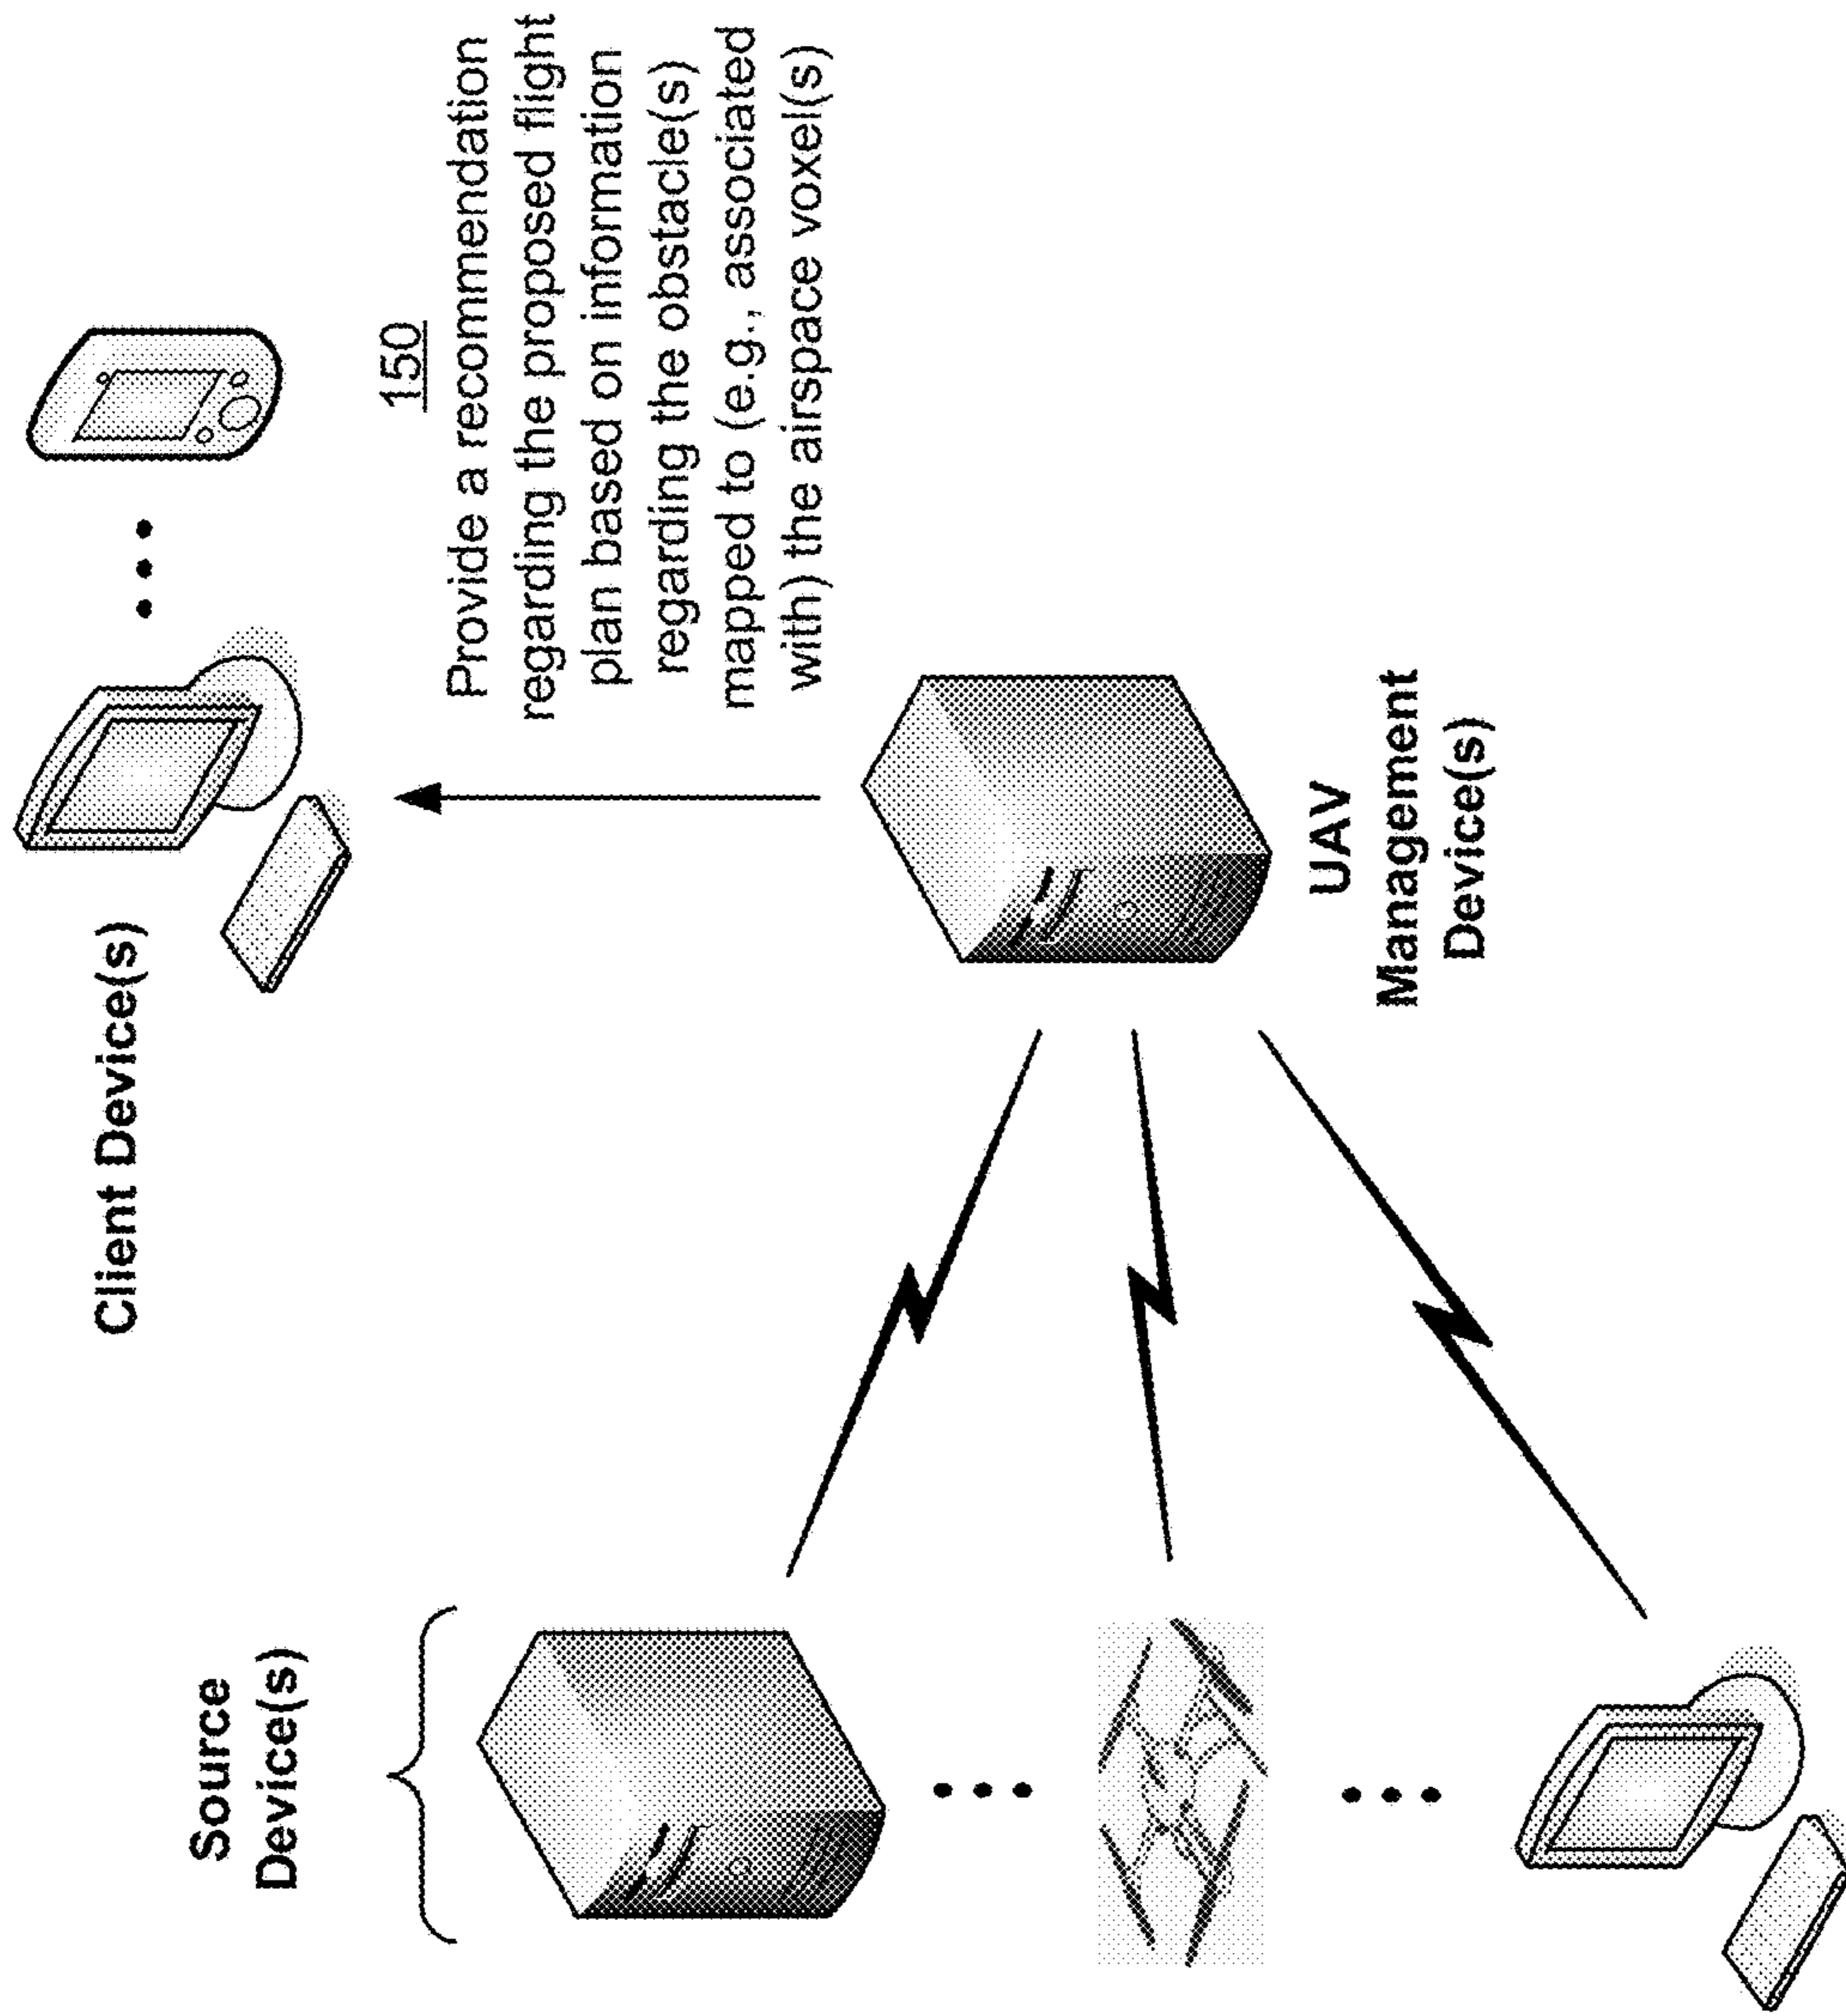 Client Device(s)
150
Provide a recommendation
regarding the proposed flight
plan based on information
regarding the obstacle(s)
mapped to (e.g., associated
with) the airspace voxel(s)
Source
Device(s)
UAV
Management
Device(s)